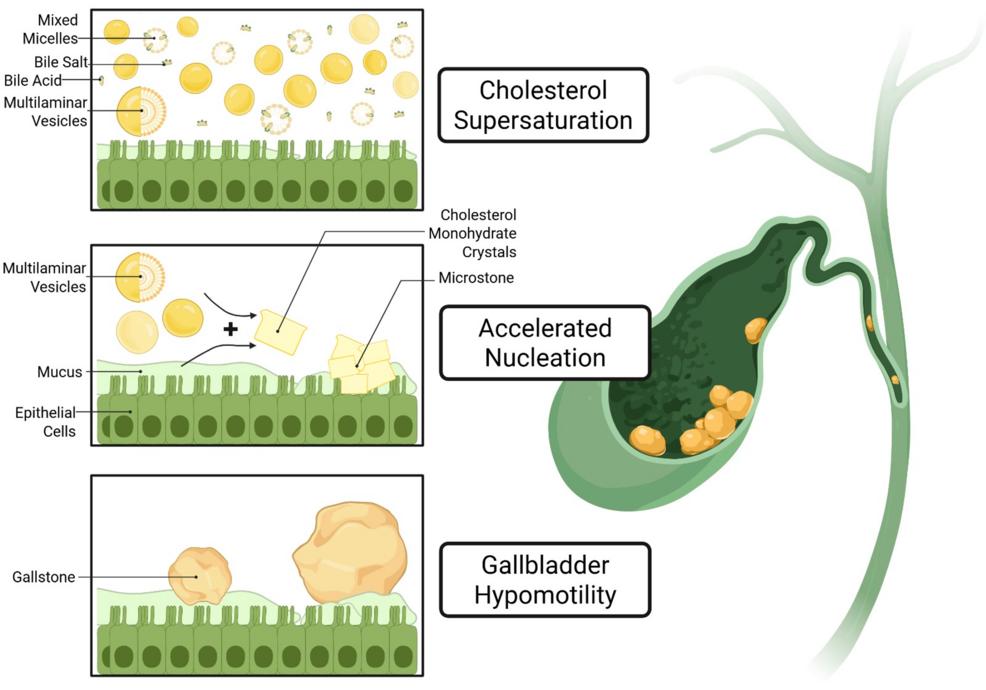 Mixed
Micelles
Bile Salt
Bile Acid
Multilaminar
Vesicles
Cholesterol
Supersaturation
Cholesterol
Monohydrate
Crystals
Microstone
Multilaminar
Vesicles
+
Mucus
Epithelial
Cells
Accelerated
Nucleation
Gallstone
Gallbladder
Hypomotility